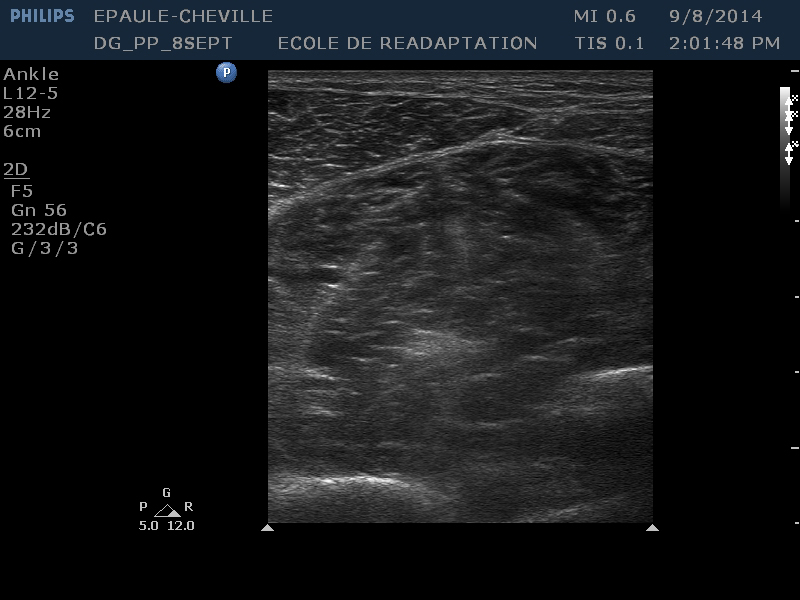 PHILIPS EPAULE-CHEVILLE MI 0.6 9/8/2014
DG_PP_8SEPT ECOLE DE READAPTATION TIS 0.1 2:01:48 PM
Ankle
L12-5
28Hz
6cm
P
2D
F5
Gn 56
232dB/C6
G/3/3
G
P R
5.0 12.0